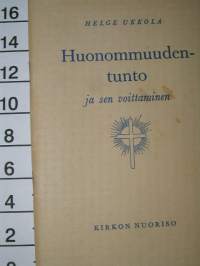 HELGE UKKOLA
Huonommuuden-
tunto
ja sen voittaminen
KIRKON NUORISO
16
14
12
10
8
6
4
2